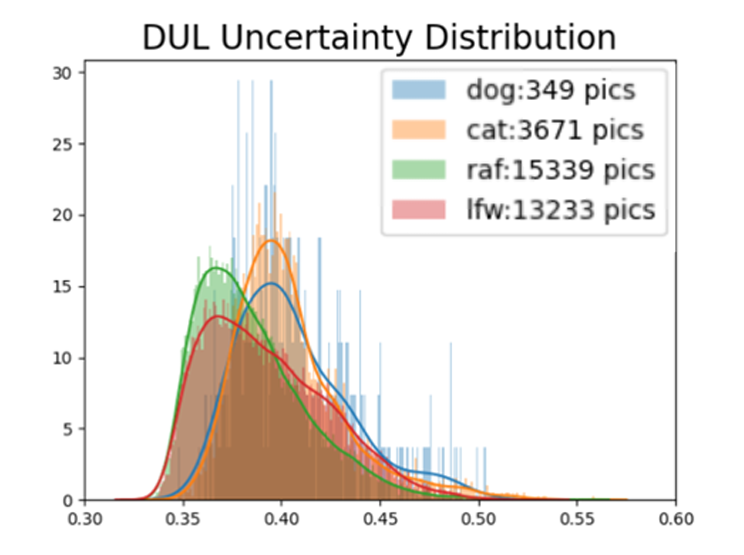 DUL Uncertainty Distribution
dog:349 pics
cat:3671 pics
raf:15339 pics
lfw:13233 pics
30
25
20
15
10
5
0
0.30 0.35 0.40 0.45 0.50 0.55 0.60